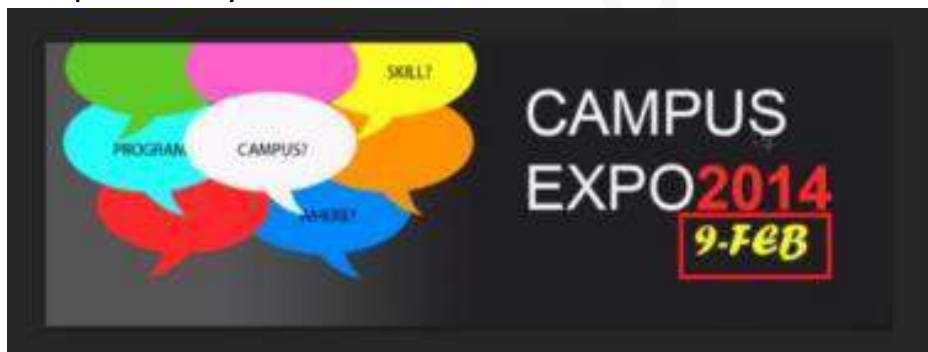 SKILL?
PROGRAM
CAMPUS?
WHERE?
CAMPUS
EXPO2014
9-FEB